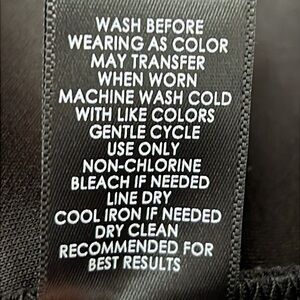 WASH BEFORE
WEARING AS COLOR
MAY TRANSFER
WHEN WORN
MACHINE WASH COLD
WITH LIKE COLORS
GENTLE CYCLE
USE ONLY
NON-CHLORINE
BLEACH IF NEEDED
LINE DRY
COOL IRON IF NEEDED
DRY CLEAN
RECOMMENDED FOR
BEST RESULTS